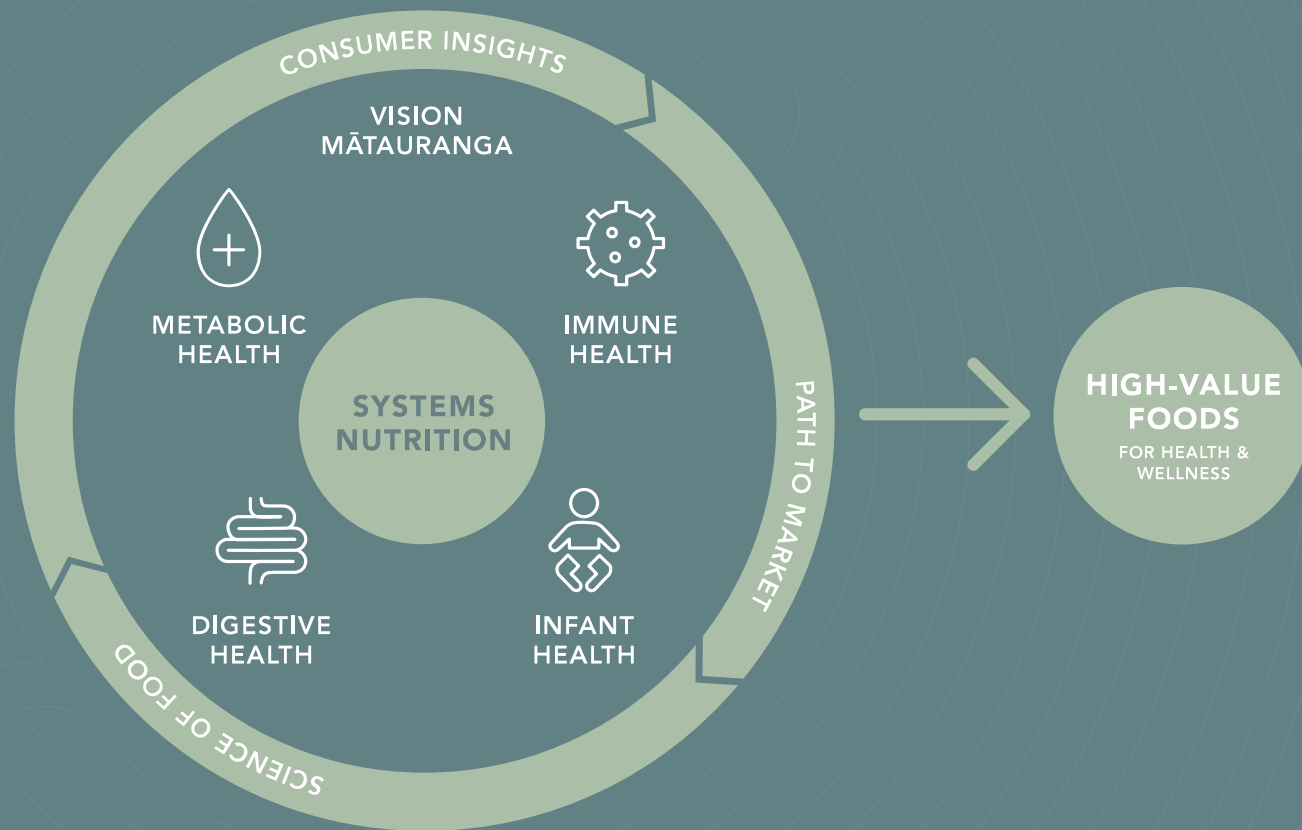 CONSUMER INSIGHTS
VISION
MĀTAURANGA
METABOLIC
HEALTH
IMMUNE
HEALTH
SYSTEMS
NUTRITION
PATH TO MARKET
HIGH-VALUE
FOODS
FOR HEALTH &
WELLNESS
DIGESTIVE
HEALTH
INFANT
HEALTH
SCIENCE OF FOOD